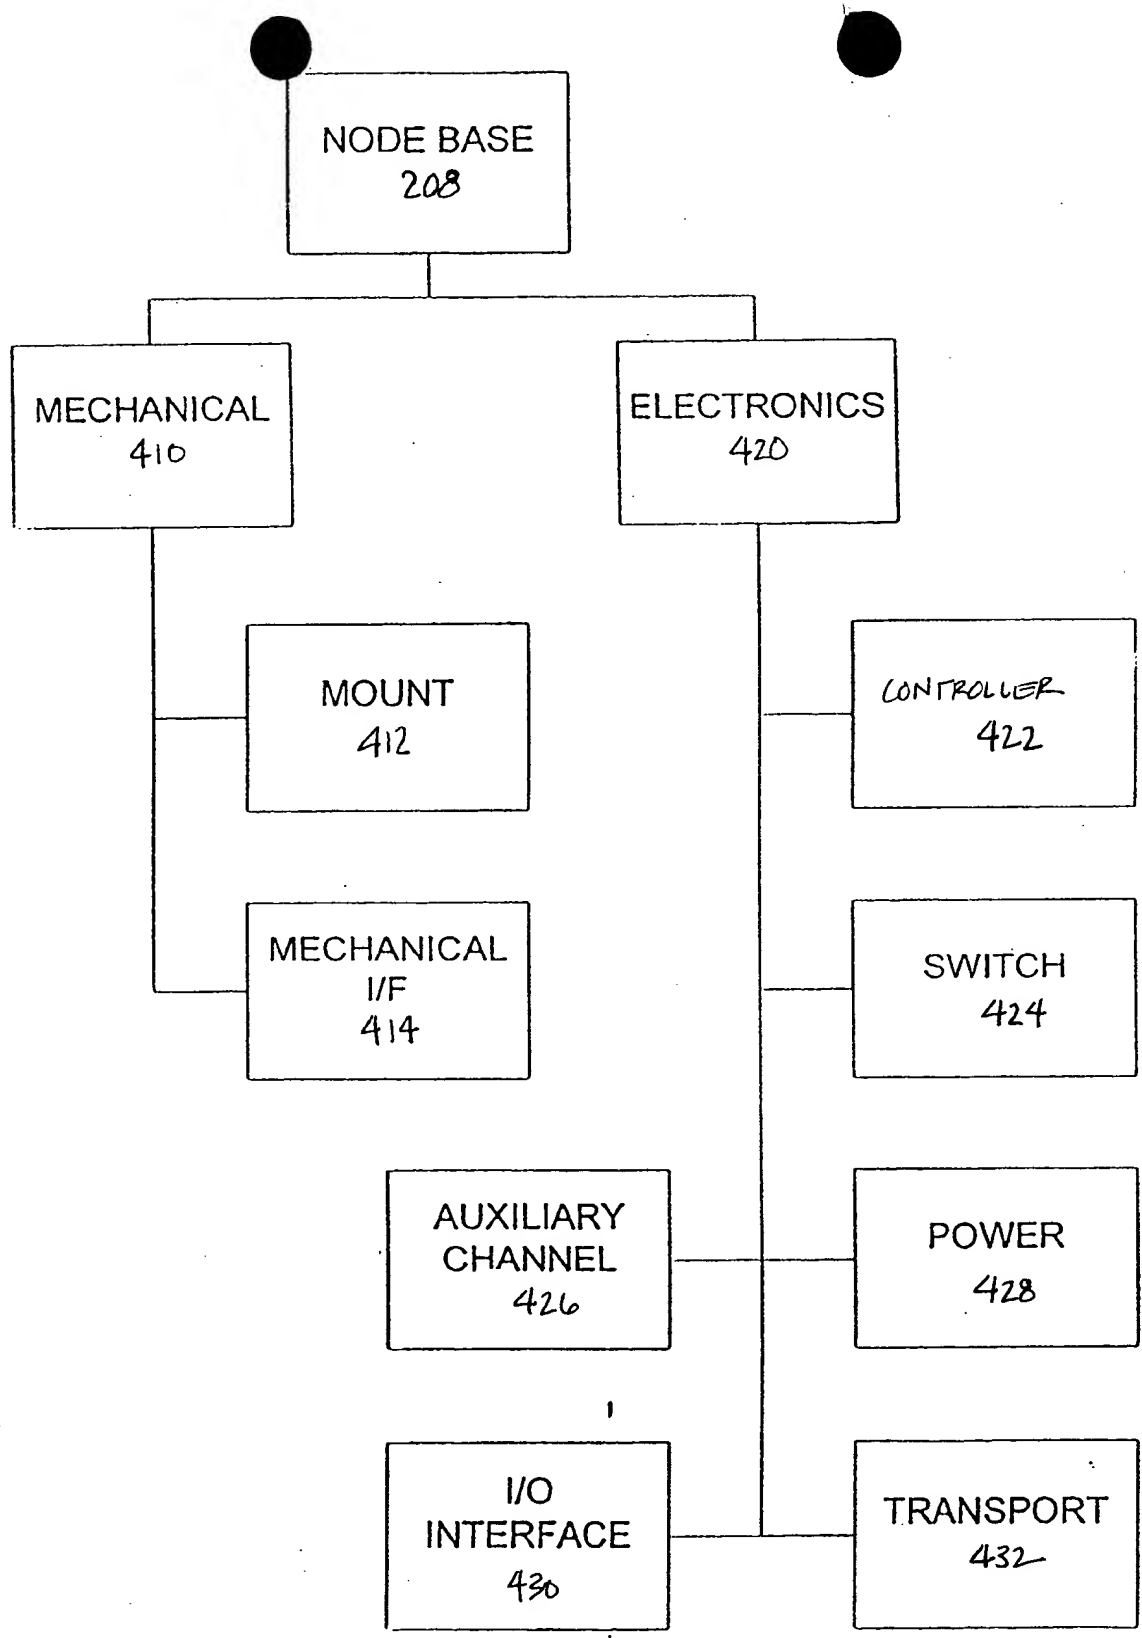 NODE BASE
208
MECHANICAL
410
ELECTRONICS
420
MOUNT
412
CONTROLLER
422
MECHANICAL
I/F
414
SWITCH
424
AUXILIARY
CHANNEL
426
POWER
428
I/O
INTERFACE
430
TRANSPORT
432